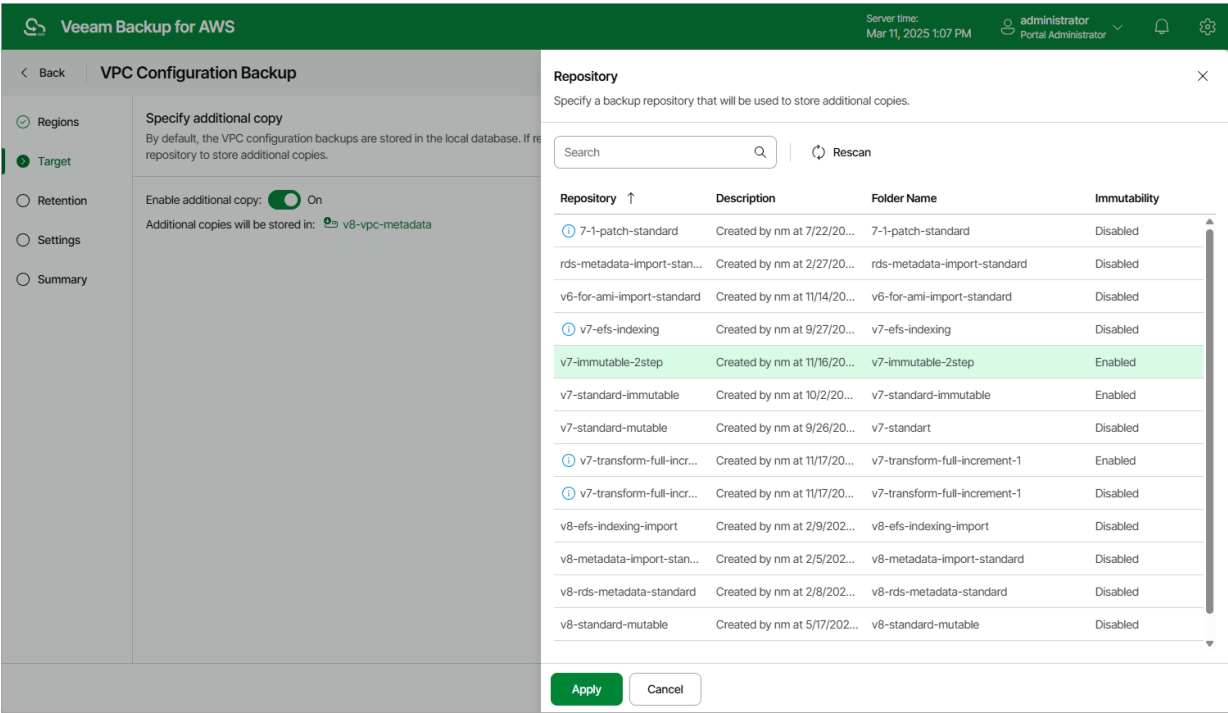 Veeam Backup for AWS
Server time:
Mar 11, 2025 1:07 PM
administrator
Portal Administrator
Back
VPC Configuration Backup
Regions
Target
Retention
Settings
Summary
Specify additional copy
By default, the VPC configuration backups are stored in the local database. If re
repository to store additional copies.
Enable additional copy: On
Additional copies will be stored in: v8-vpc-metadata
Repository
Specify a backup repository that will be used to store additional copies.
Search
Rescan
Repository Description Folder Name Immutability
7-1-patch-standard Created by nm at 7/22/20... 7-1-patch-standard Disabled
rds-metadata-import-stan... Created by nm at 2/27/20... rds-metadata-import-standard Disabled
v6-for-ami-import-standard Created by nm at 11/14/20... v6-for-ami-import-standard Disabled
v7-efs-indexing Created by nm at 9/27/20... v7-efs-indexing Disabled
v7-immutable-2step Created by nm at 11/16/20... v7-immutable-2step Enabled
v7-standard-immutable Created by nm at 10/2/20... v7-standard-immutable Enabled
v7-standard-mutable Created by nm at 9/26/20... v7-standart Disabled
v7-transform-full-incr... Created by nm at 11/17/20... v7-transform-full-increment-1 Enabled
v7-transform-full-incr... Created by nm at 11/17/20... v7-transform-full-increment-1 Disabled
v8-efs-indexing-import Created by nm at 2/9/202... v8-efs-indexing-import Disabled
v8-metadata-import-stan... Created by nm at 2/5/202... v8-metadata-import-standard Disabled
v8-rds-metadata-standard Created by nm at 2/8/202... v8-rds-metadata-standard Disabled
v8-standard-mutable Created by nm at 5/17/202... v8-standard-mutable Disabled
Apply
Cancel